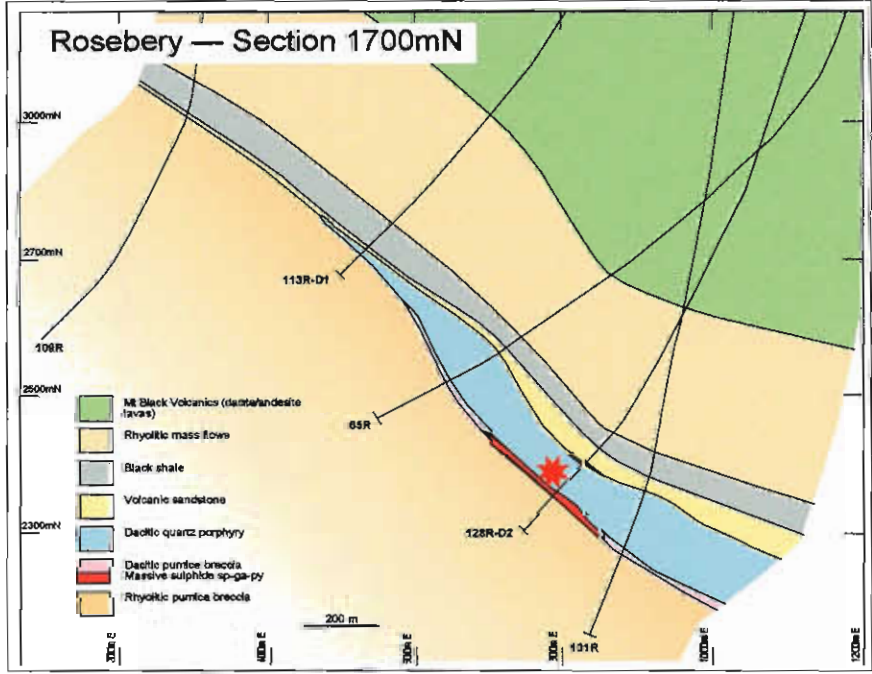 Rosebery — Section 1700mN
3000mN
2700mN
113R-D1
109R
2500mN
65R
Mt Black Volcanics (dacite/andesite
lavas)
Rhyolitic mass flows
Black shale
Volcanic sandstone
2300mN
Dacitic quartz porphyry
128R-D2
Dacitic pumice breccia
Massive sulphide sp-ga-py
Rhyolitic pumice breccia
200 m
131R
1200m E